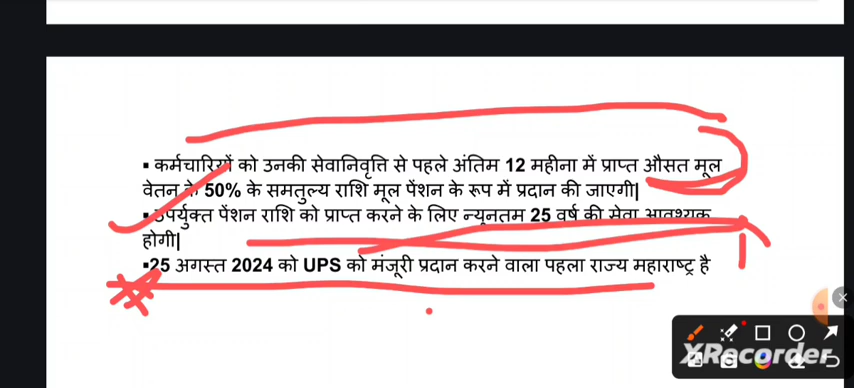 ▪ कर्मचारियों को उनकी सेवानिवृत्ति से पहले अंतिम 12 महीना में प्राप्त औसत मूल
वेतन के 50% के समतुल्य राशि मूल पेंशन के रूप में प्रदान की जाएगी|
▪ उपर्युक्त पेंशन राशि को प्राप्त करने के लिए न्यूनतम 25 वर्ष की सेवा आवश्यक
होगी|
▪25 अगस्त 2024 को UPS को मंजूरी प्रदान करने वाला पहला राज्य महाराष्ट्र है
XRecorder